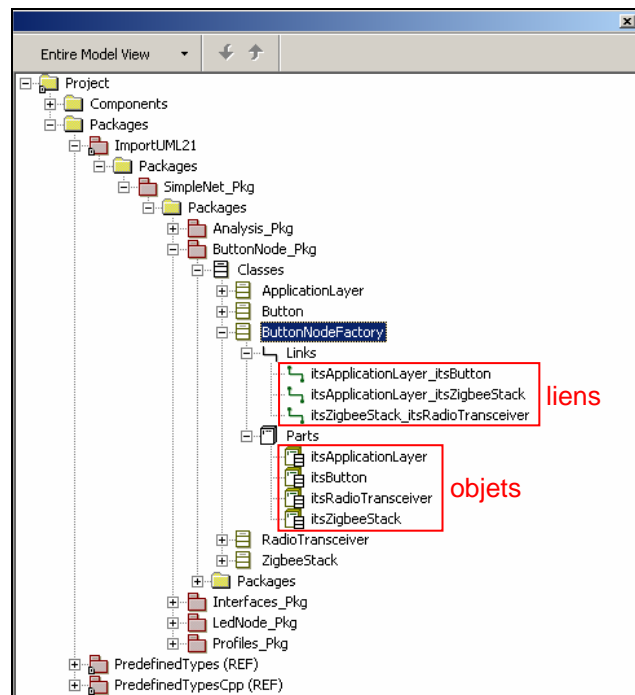 Entire Model View
Project
Components
Packages
ImportUML21
Packages
SimpleNet_Pkg
Packages
Analysis_Pkg
ButtonNode_Pkg
Classes
ApplicationLayer
Button
ButtonNodeFactory
Links
itsApplicationLayer_itsButton
itsApplicationLayer_itsZigbeeStack
liens
itsZigbeeStack_itsRadioTransceiver
Parts
itsApplicationLayer
itsButton
itsRadioTransceiver
objets
itsZigbeeStack
RadioTransceiver
ZigbeeStack
Packages
Interfaces_Pkg
LedNode_Pkg
Profiles_Pkg
PredefinedTypes (REF)
PredefinedTypesCpp (REF)